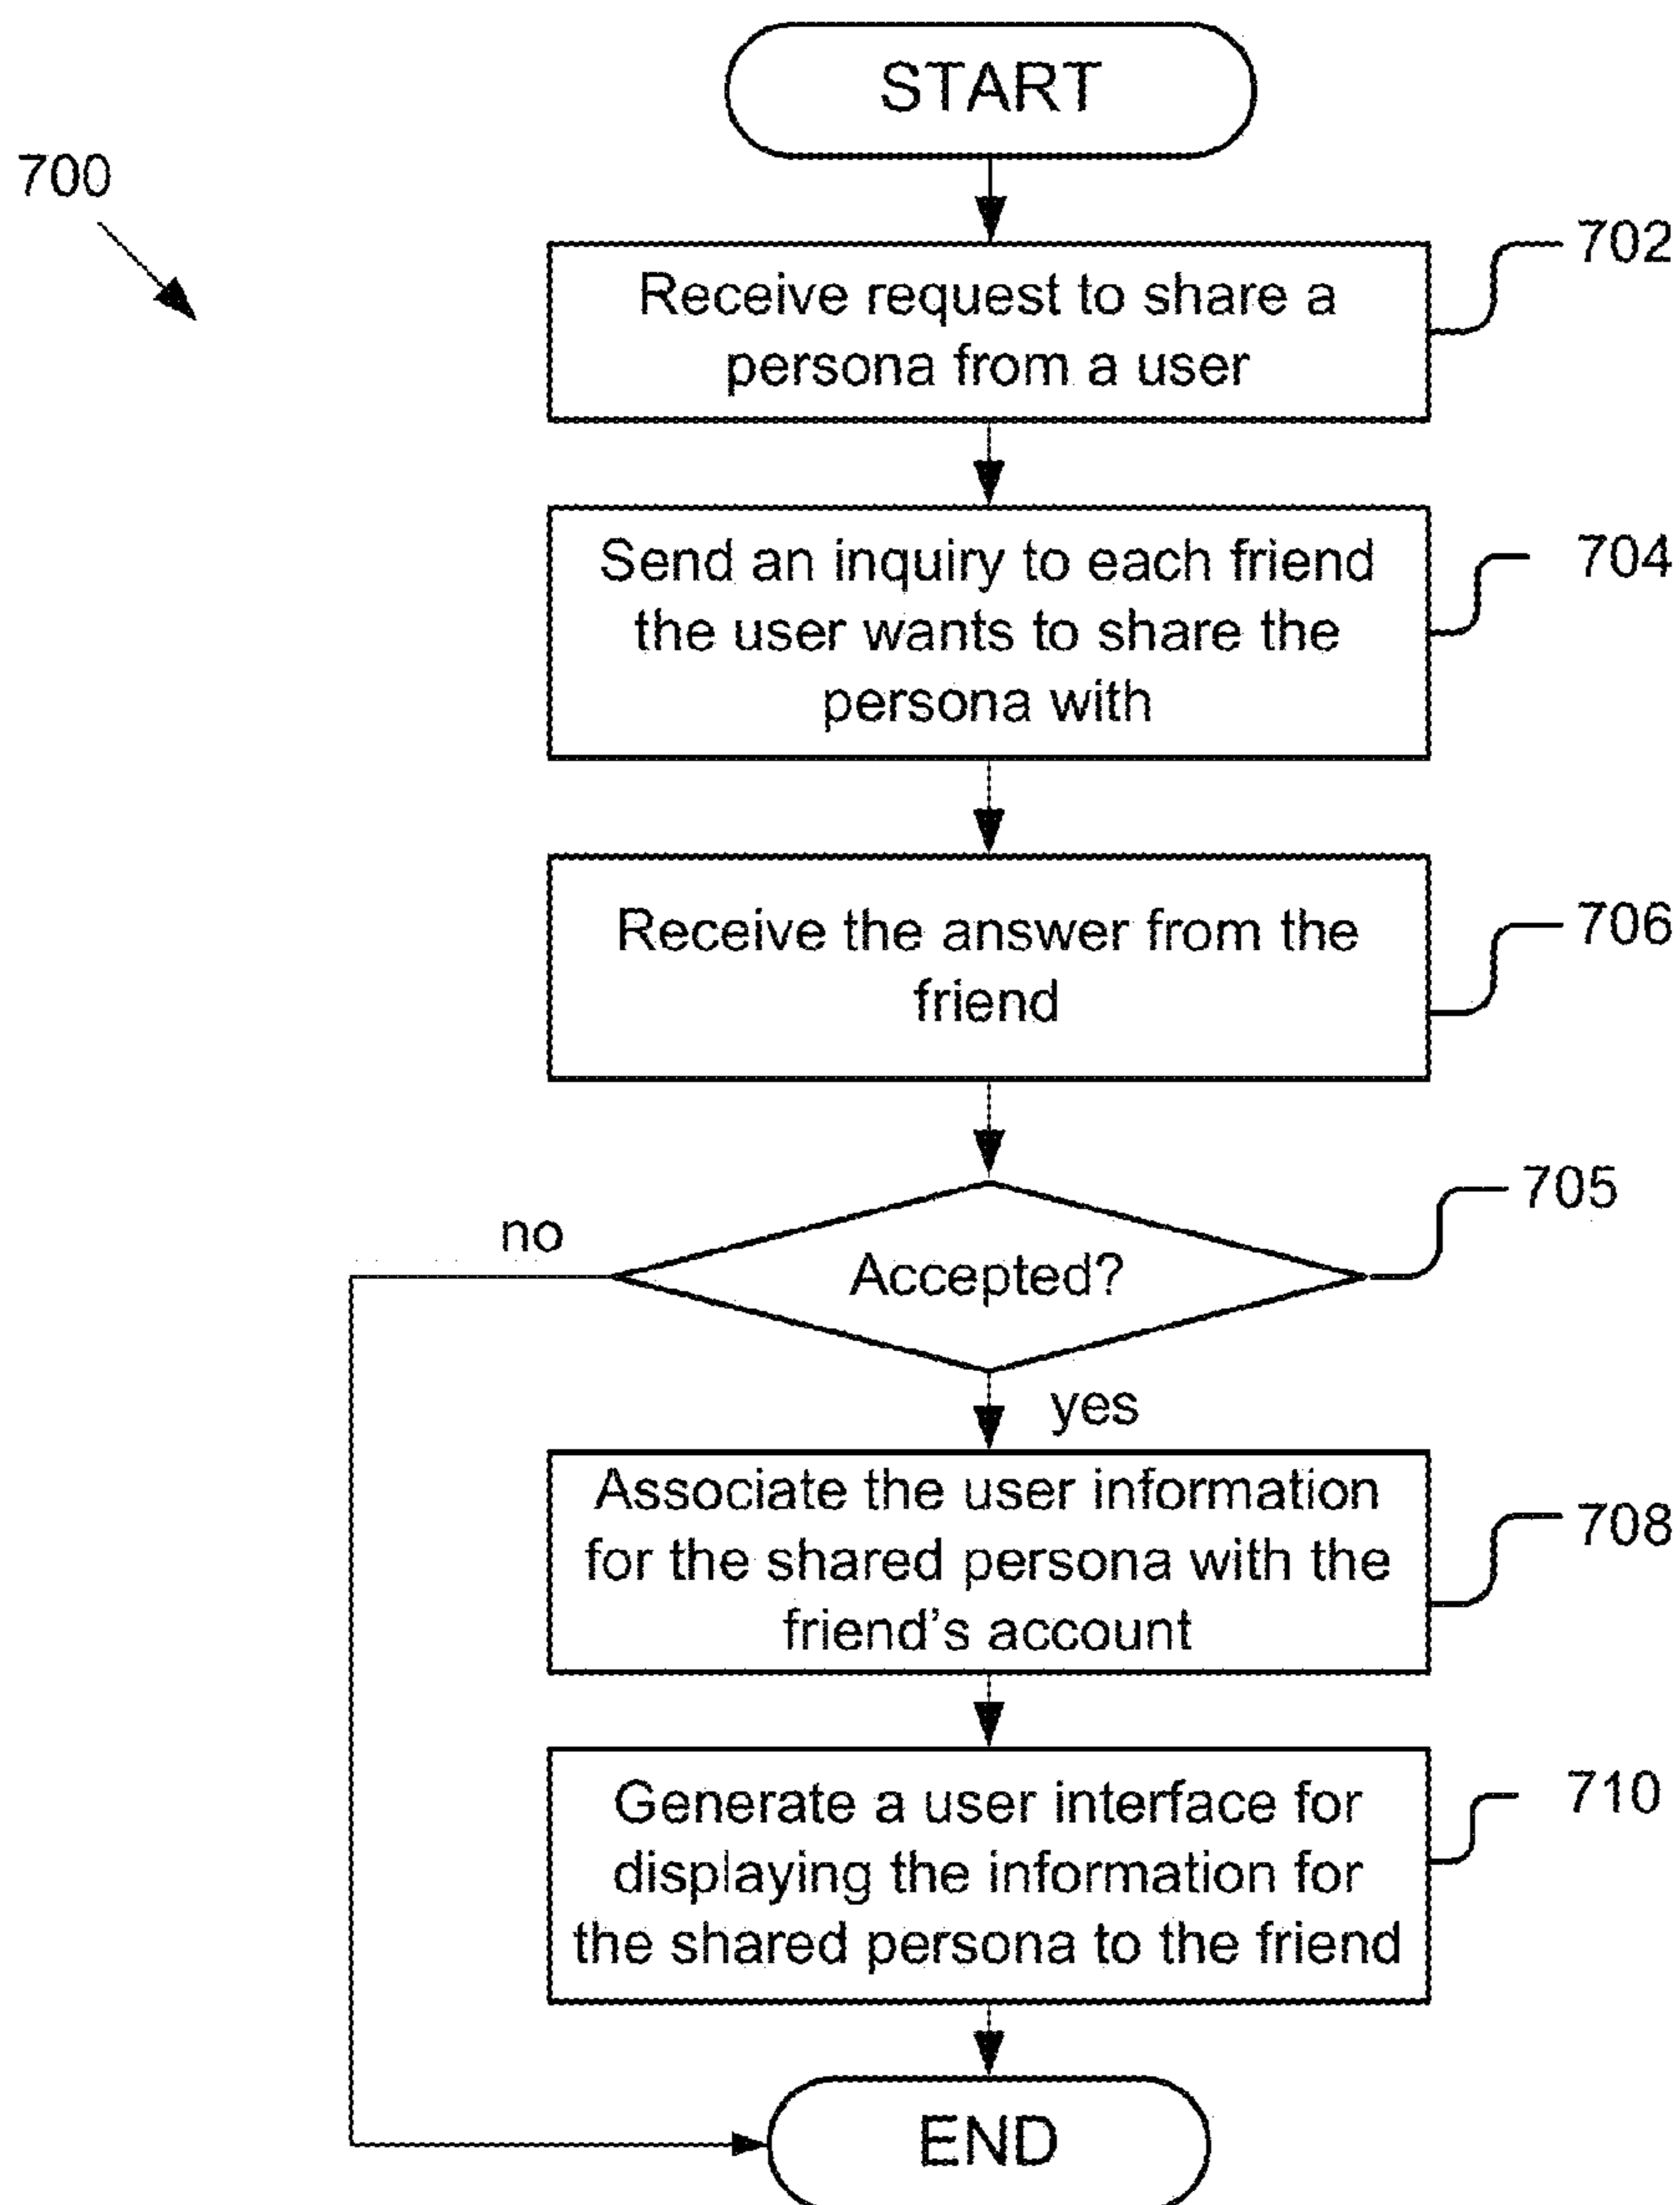 START
700
702
Receive request to share a
persona from a user
704
Send an inquiry to each friend
the user wants to share the
persona with
706
Receive the answer from the
friend
705
no
Accepted?
yes
Associate the user information
for the shared persona with the
friend's account
708
Generate a user interface for
displaying the information for
the shared persona to the friend
710
END